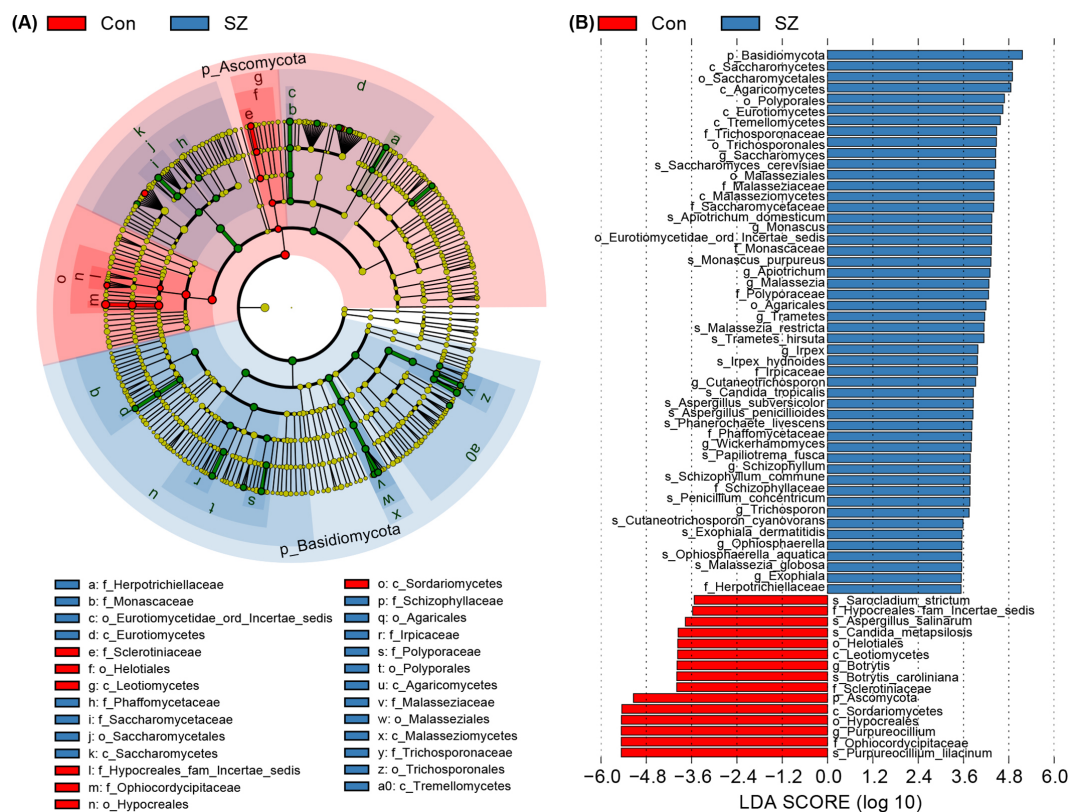 (A) Con SZ
p_Ascomycota
g
f
e
c
b
d
a
k
j
i
h
o
n
l
m
q
p
u
t
r
s
v
w
x
y
z
a0
p_Basidiomycota
a: f_Herpotrichiellaceae
b: f_Monascaceae
c: o_Eurotiomycetidae_ord_Incertae_sedis
d: c_Eurotiomycetes
e: f_Sclerotiniaceae
f: o_Helotiales
g: c_Leotiomycetes
h: f_Phaffomycetaceae
i: f_Saccharomycetaceae
j: o_Saccharomycetales
k: c_Saccharomycetes
l: f_Hypocreales_fam_Incertae_sedis
m: f_Ophiocordycipitaceae
n: o_Hypocreales
o: c_Sordariomycetes
p: f_Schizophyllaceae
q: o_Agaricales
r: f_Irpicaceae
s: f_Polyporaceae
t: o_Polyporales
u: c_Agaricomycetes
v: f_Malasseziaceae
w: o_Malasseziales
x: c_Malasseziomycetes
y: f_Trichosporonaceae
z: o_Trichosporonales
a0: c_Tremellomycetes
(B) Con SZ
p_Basidiomycota
c_Saccharomycetes
o_Saccharomycetales
c_Agaricomycetes
o_Polyporales
c_Eurotiomycetes
c_Tremellomycetes
f_Trichosporonaceae
o_Trichosporonales
g_Saccharomyces
s_Saccharomyces_cerevisiae
o_Malasseziales
f_Malasseziaceae
c_Malasseziomycetes
f_Saccharomycetaceae
s_Apiotrichum_domesticum
g_Monascus
o_Eurotiomycetidae_ord_Incertae_sedis
f_Monascaceae
s_Monascus_purpureus
g_Apiotrichum
g_Malassezia
f_Polyporaceae
o_Agaricales
g_Trametes
s_Malassezia_restricta
s_Trametes_hirsuta
g_Irpex
s_Irpex_hydnoides
f_Irpicaceae
g_Cutaneotrichosporon
s_Candida_tropicalis
s_Aspergillus_subversicolor
s_Aspergillus_penicillioides
s_Phanerochaete_livescens
f_Phaffomycetaceae
g_Wickerhamomyces
s_Papiliotrema_fusca
g_Schizophyllum
s_Schizophyllum_commune
f_Schizophyllaceae
s_Penicillium_concentricum
g_Trichosporon
s_Cutaneotrichosporon_cyanovorans
s_Exophiala_dermatitidis
g_Ophiosphaerella
s_Ophiosphaerella_aquatica
s_Malassezia_globosa
g_Exophiala
f_Herpotrichiellaceae
s_Sarocladium_strictum
f_Hypocreales_fam_Incertae_sedis
s_Aspergillus_salinarum
s_Candida_metapsilosis
o_Helotiales
c_Leotiomycetes
g_Botrytis
s_Botrytis_caroliniana
f_Sclerotiniaceae
p_Ascomycota
c_Sordariomycetes
o_Hypocreales
g_Purpureocillium
f_Ophiocordycipitaceae
s_Purpureocillium_lilacinum
−6.0 −4.8 −3.6 −2.4 −1.2 0.0 1.2 2.4 3.6 4.8 6.0
LDA SCORE (log 10)